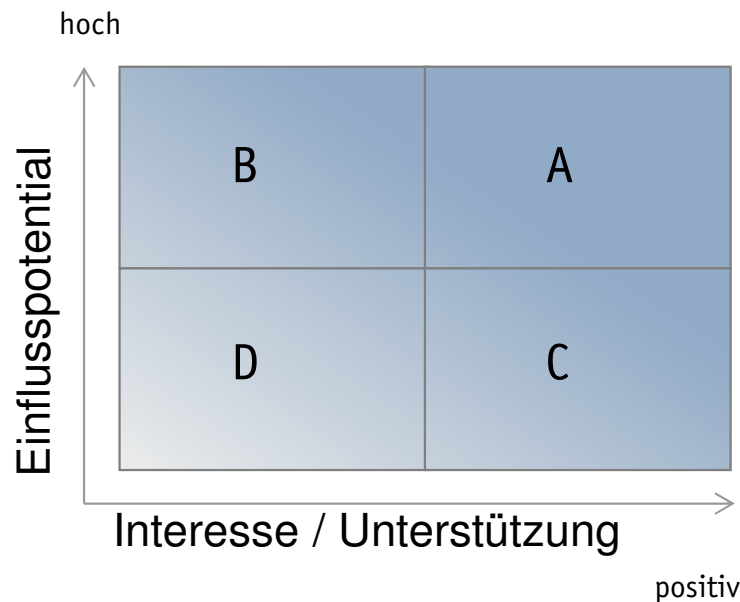 hoch
Einflusspotential
B
A
D
C
Interesse / Unterstützung
positiv